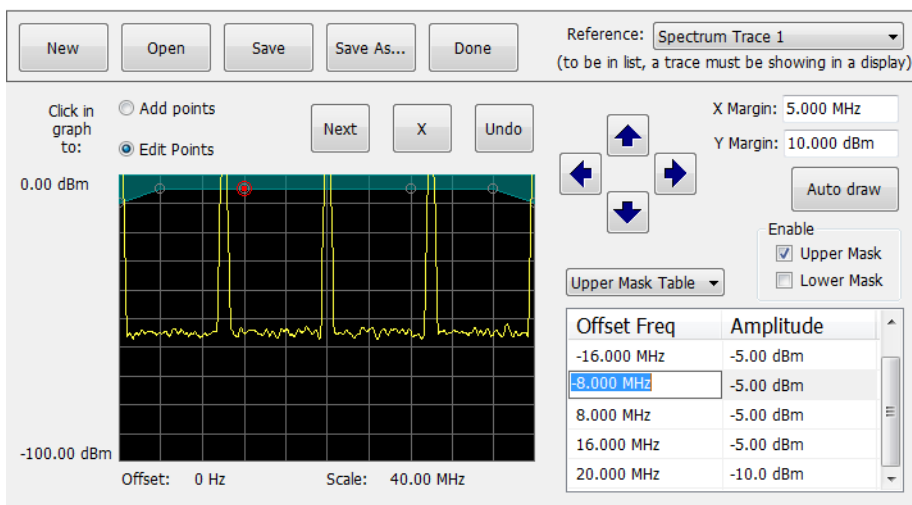 New Open Save Save As... Done
Reference: Spectrum Trace 1
(to be in list, a trace must be showing in a display)
Click in
graph
to:
Add points
Edit Points
Next X Undo
X Margin: 5.000 MHz
Y Margin: 10.000 dBm
Auto draw
Enable
Upper Mask
Lower Mask
Upper Mask Table
0.00 dBm
-100.00 dBm
Offset: 0 Hz Scale: 40.00 MHz
Offset Freq Amplitude
-16.000 MHz -5.00 dBm
-8.000 MHz -5.00 dBm
8.000 MHz -5.00 dBm
16.000 MHz -5.00 dBm
20.000 MHz -10.0 dBm